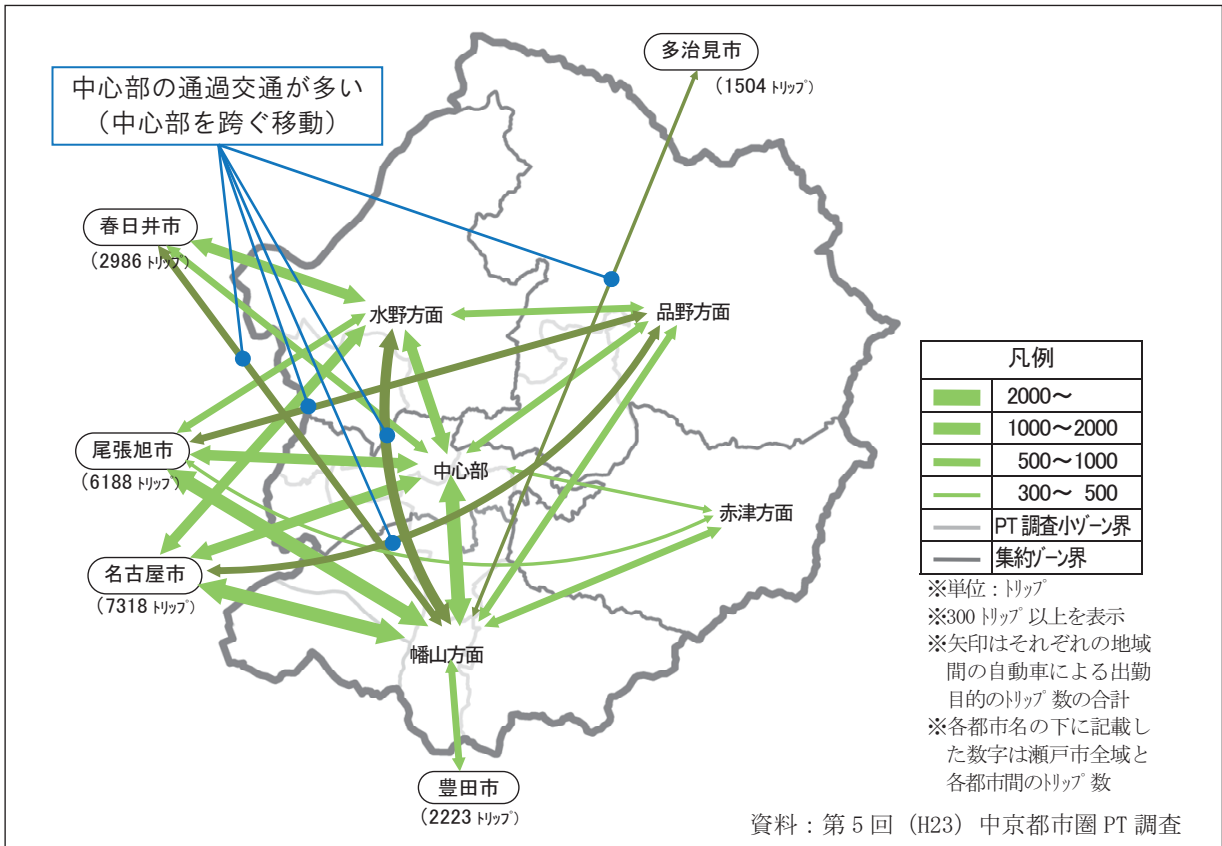 中心部の通過交通が多い
（中心部を跨ぐ移動）
多治見市
（1504 トリップ）
春日井市
（2986 トリップ）
水野方面
品野方面
尾張旭市
（6188 トリップ）
中心部
赤津方面
名古屋市
（7318 トリップ）
幡山方面
豊田市
（2223 トリップ）
凡例
2000～
1000～2000
500～1000
300～ 500
PT 調査小ゾーン界
集約ゾーン界
※単位：トリップ
※300 トリップ 以上を表示
※矢印はそれぞれの地域
間の自動車による出勤
目的のトリップ 数の合計
※各都市名の下に記載し
た数字は瀬戸市全域と
各都市間のトリップ 数
資料：第５回（H23）中京都市圏 PT 調査